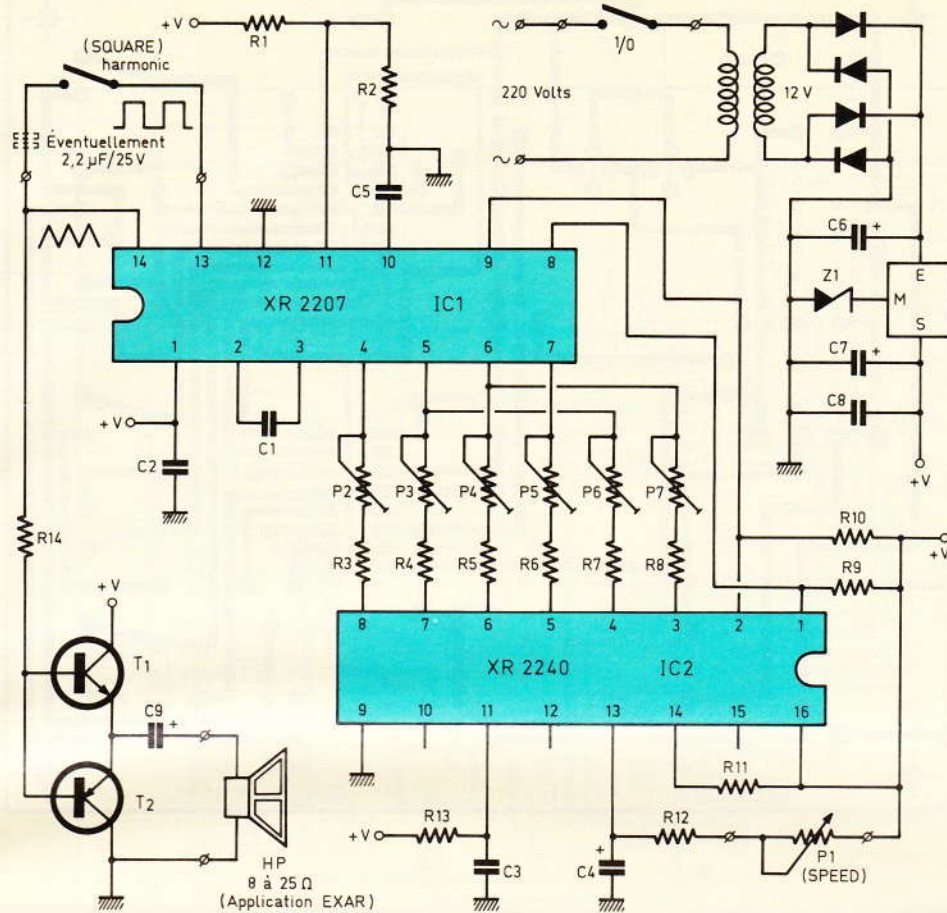 +V
R1
(SQUARE)
harmonic
R2
Éventuellement
2,2 µF/25 V
C5
220 Volts
1/0
12 V
C6 +
Z1
E
M
S
C7 +
C8
+V
14 13 12 11 10 9 8
XR 2207 IC1
1 2 3 4 5 6 7
+V
C2
C1
P2 P3 P4 P5 P6 P7
R14
R3 R4 R5 R6 R7 R8
R10
+V
R9
8 7 6 5 4 3 2 1
XR 2240 IC2
9 10 11 12 13 14 15 16
+V
T1
C9 +
T2
HP
8 à 25 Ω
(Application EXAR)
R11
+V
R13
C3
+
C4
R12
P1
(SPEED)